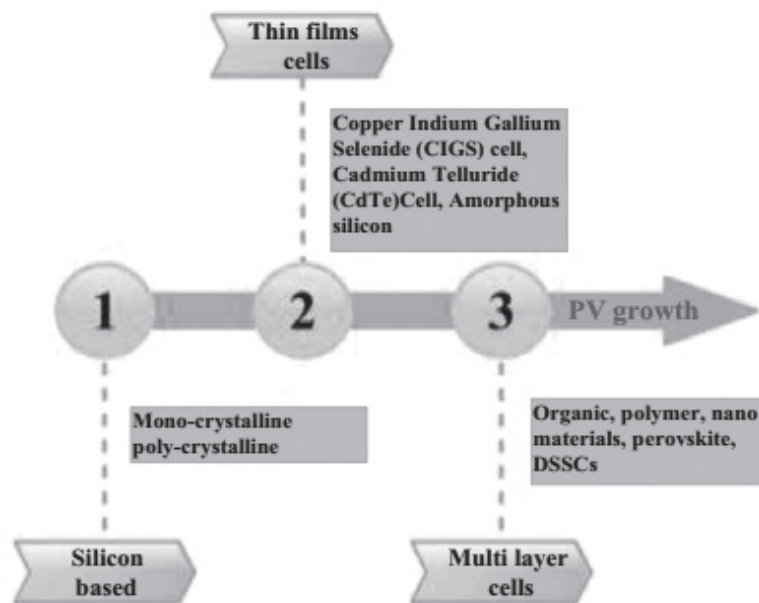 Thin films
cells
Copper Indium Gallium
Selenide (CIGS) cell,
Cadmium Telluride
(CdTe)Cell, Amorphous
silicon
1
2
3
PV growth
Mono-crystalline
poly-crystalline
Organic, polymer, nano
materials, perovskite,
DSSCs
Silicon
based
Multi layer
cells